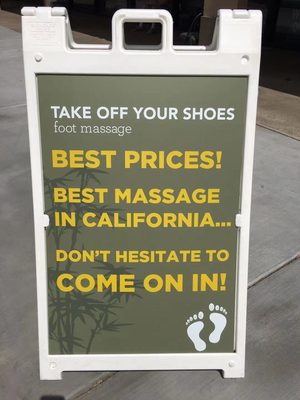 TAKE OFF YOUR SHOES
foot massage
BEST PRICES!
BEST MASSAGE
IN CALIFORNIA...
DON'T HESITATE TO
COME ON IN!